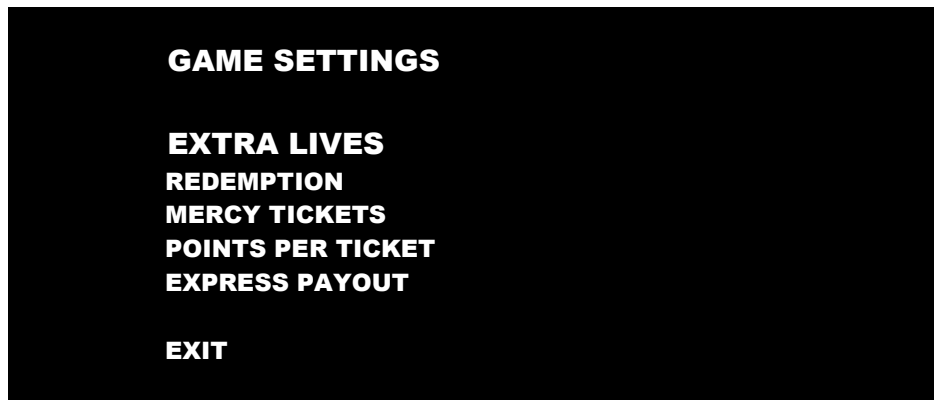 GAME SETTINGS
EXTRA LIVES
REDEMPTION
MERCY TICKETS
POINTS PER TICKET
EXPRESS PAYOUT
EXIT